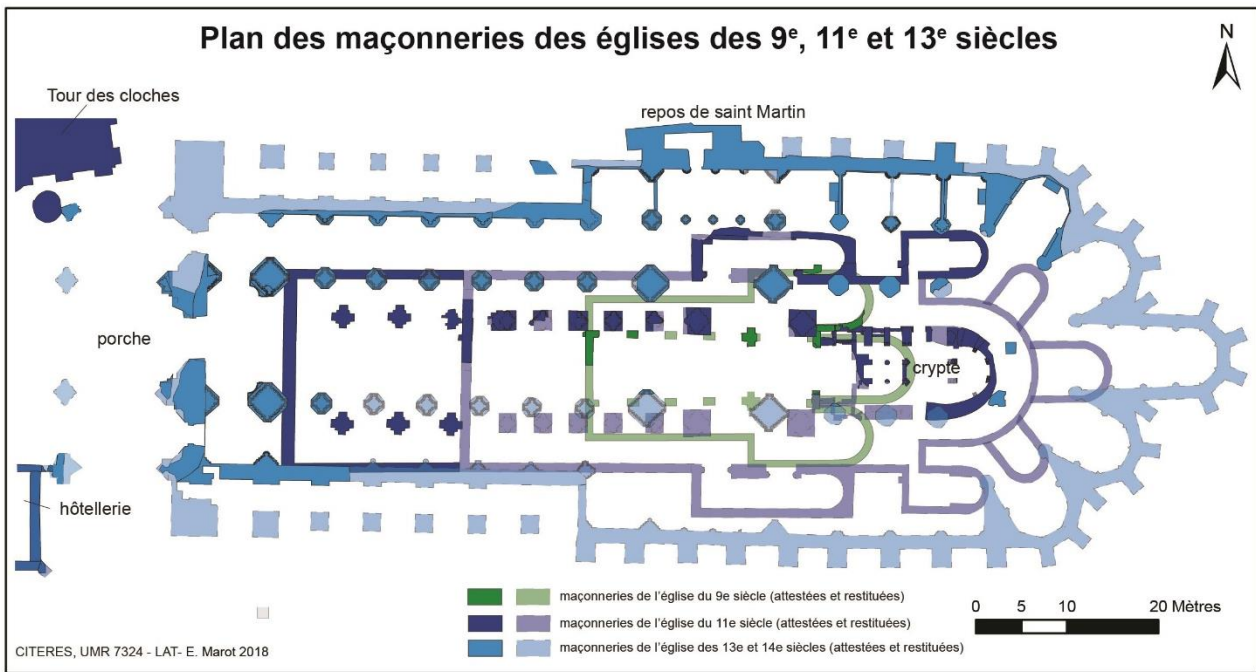 Plan des maçonneries des églises des 9e, 11e et 13e siècles
N
Tour des cloches
repos de saint Martin
porche
crypte
hôtellerie
maçonneries de l'église du 9e siècle (attestées et restituées)
maçonneries de l'église du 11e siècle (attestées et restituées)
maçonneries de l'église des 13e et 14e siècles (attestées et restituées)
0 5 10 20 Mètres
CITERES, UMR 7324 - LAT- E. Marot 2018